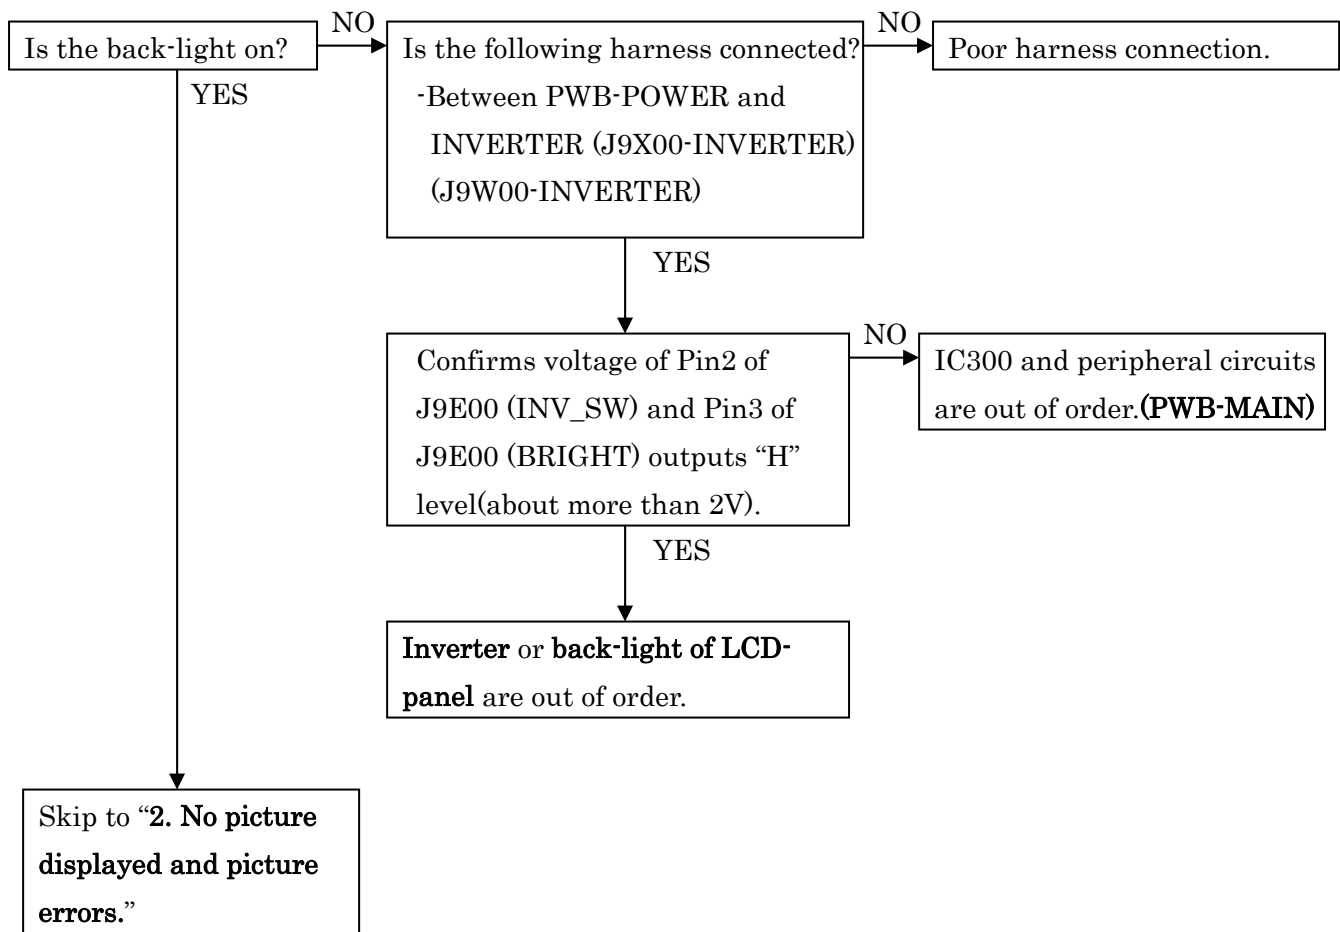 Is the back-light on?
NO
Is the following harness connected?
-Between PWB-POWER and
INVERTER (J9X00-INVERTER)
(J9W00-INVERTER)
NO
Poor harness connection.
YES
YES
Confirms voltage of Pin2 of
J9E00 (INV_SW) and Pin3 of
J9E00 (BRIGHT) outputs “H”
level(about more than 2V).
NO
IC300 and peripheral circuits
are out of order.(PWB-MAIN)
YES
Inverter or back-light of LCD-
panel are out of order.
Skip to “2. No picture
displayed and picture
errors.”